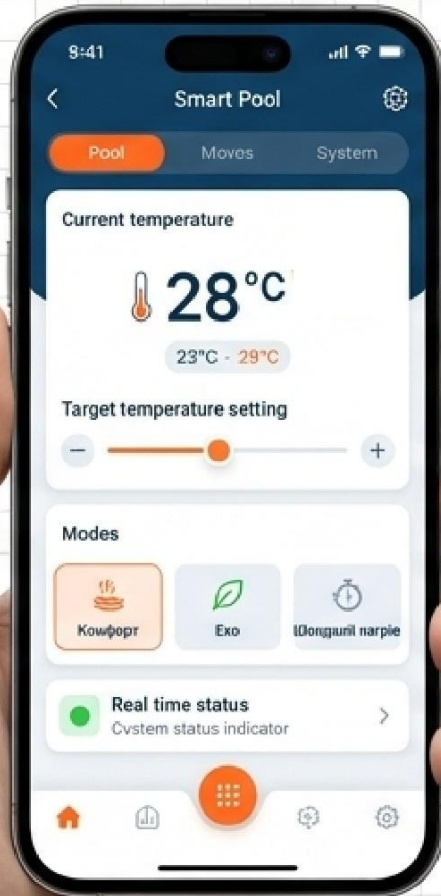 9:41
Smart Pool
Pool Moves System
Current temperature
28°C
23°C - 29°C
Target temperature setting
− +
Modes
Комфорт Exo
Real time status
Cvstem status indicator